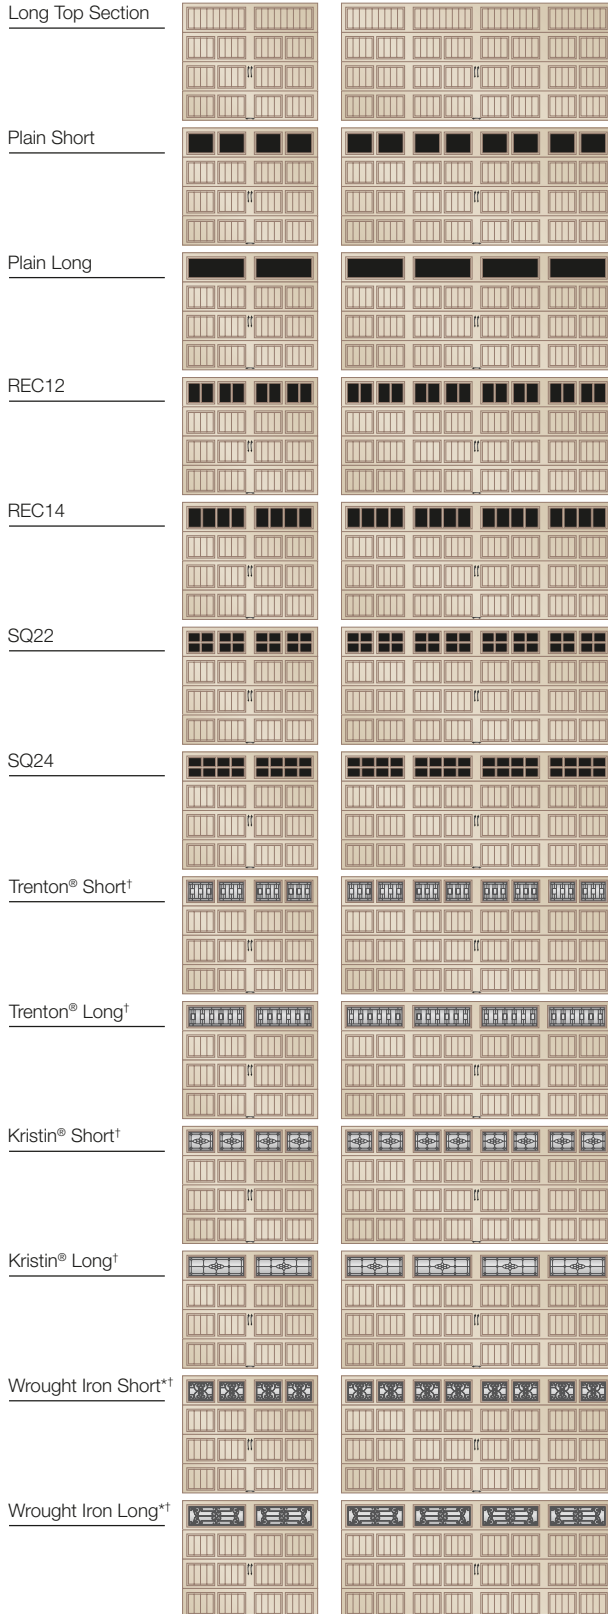 Long Top Section
Plain Short
Plain Long
REC12
REC14
SQ22
SQ24
Trenton® Short†
Trenton® Long†
Kristin® Short†
Kristin® Long†
Wrought Iron Short*†
Wrought Iron Long*†